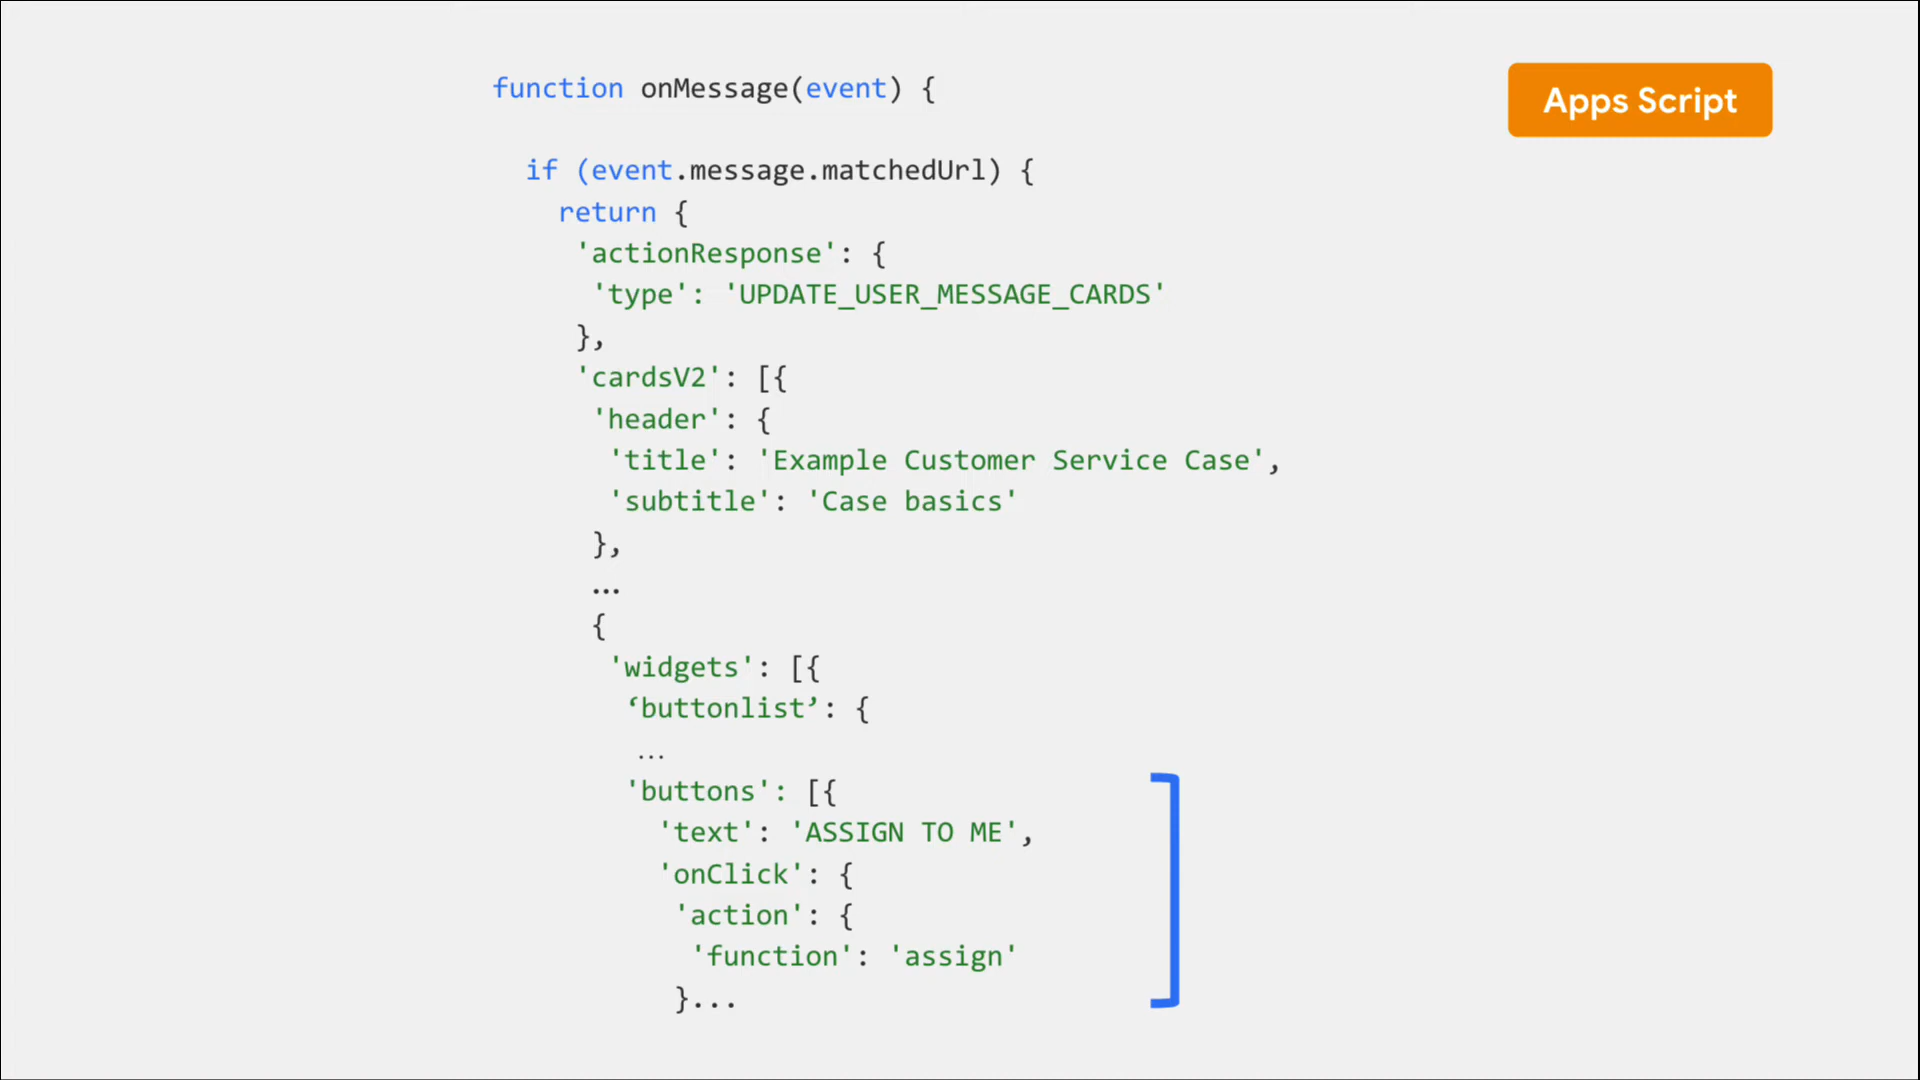 function onMessage(event) {
Apps Script
if (event.message.matchedUrl) {
return {
'actionResponse': {
'type': 'UPDATE_USER_MESSAGE_CARDS'
},
'cardsV2': [{
'header': {
'title': 'Example Customer Service Case',
'subtitle': 'Case basics'
},
...
{
'widgets': [{
‘buttonlist’: {
...
'buttons': [{
'text': 'ASSIGN TO ME',
'onClick': {
'action': {
'function': 'assign'
}...